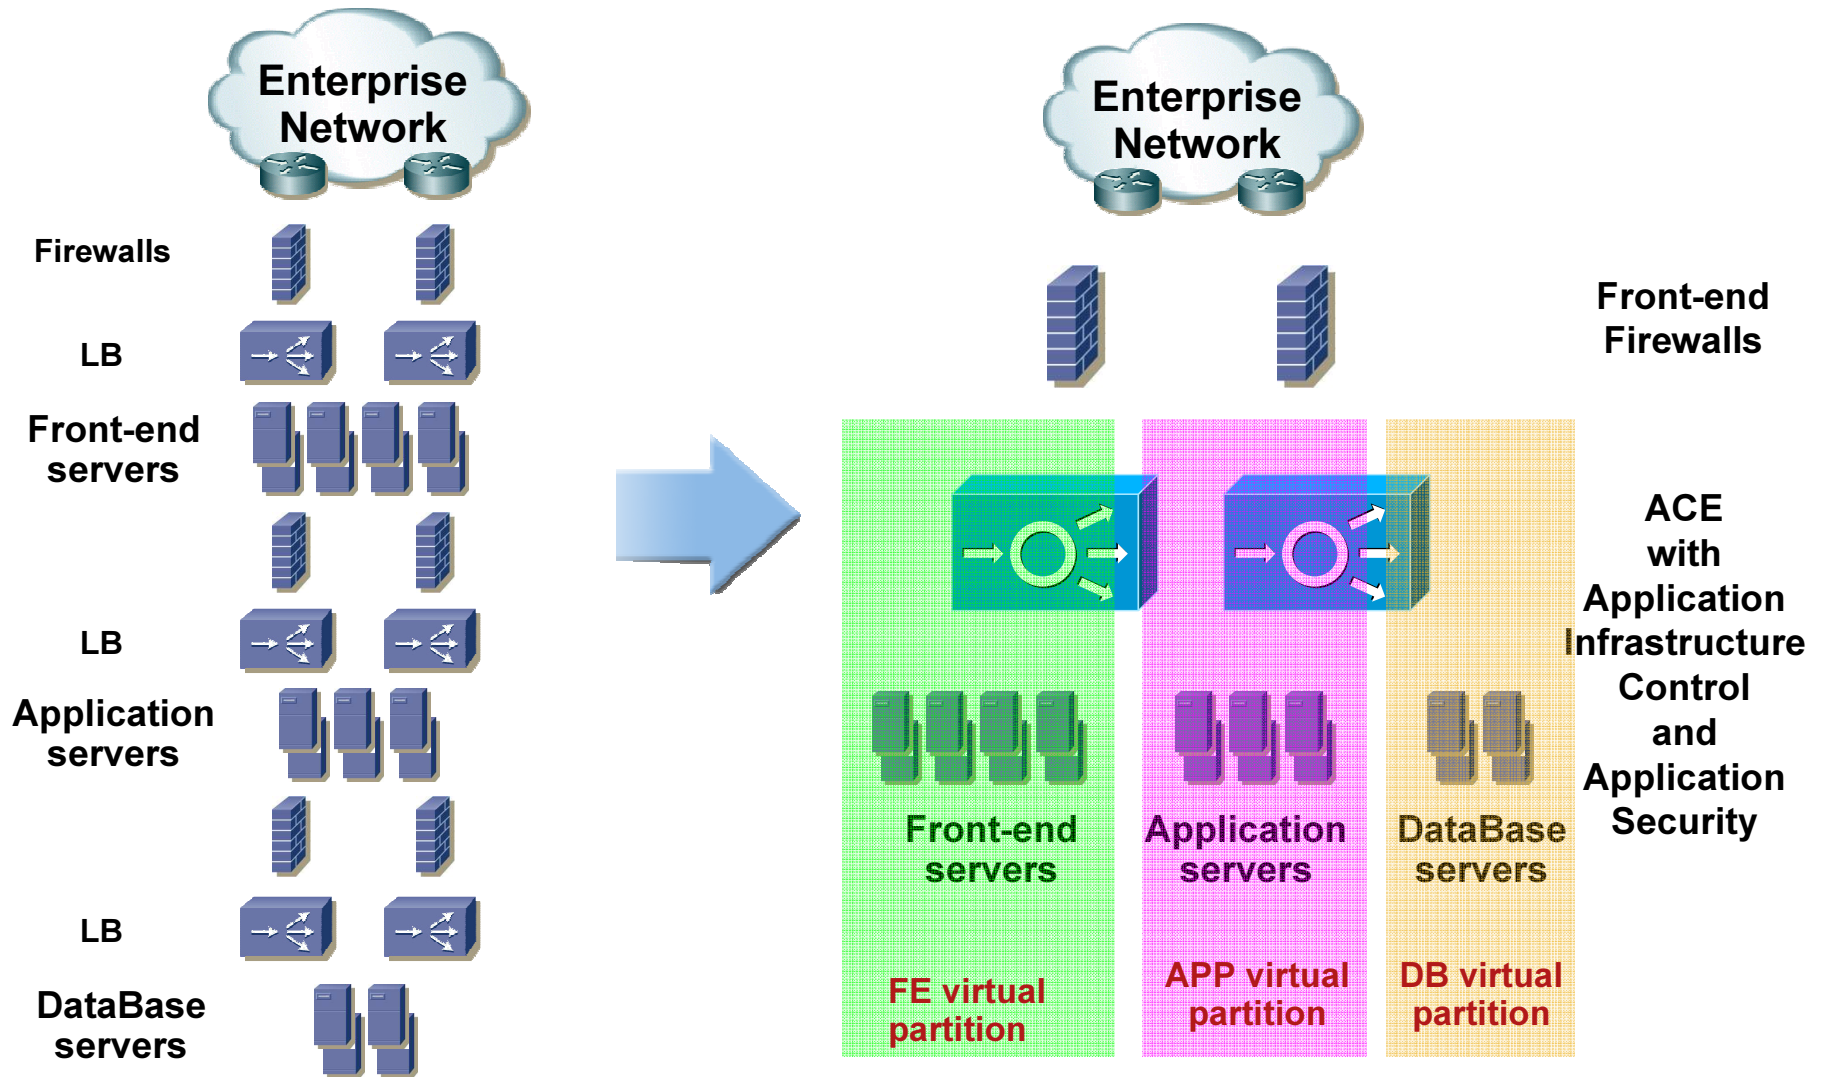 Enterprise
Network
Firewalls
LB
Front-end
servers
LB
Application
servers
LB
DataBase
servers
Enterprise
Network
Front-end
Firewalls
ACE
with
Application
Infrastructure
Control
and
Application
Security
Front-end
servers
Application
servers
DataBase
servers
FE virtual
partition
APP virtual
partition
DB virtual
partition